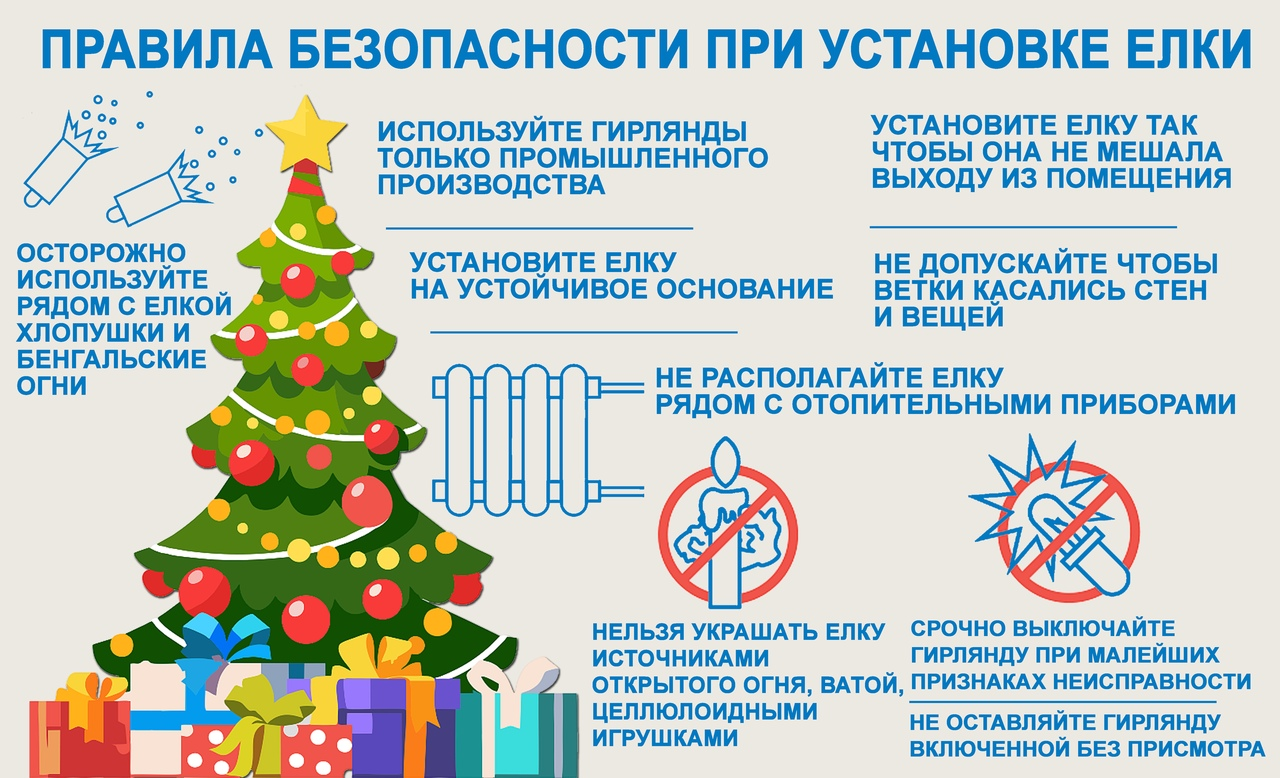 ПРАВИЛА БЕЗОПАСНОСТИ ПРИ УСТАНОВКЕ ЕЛКИ
ОСТОРОЖНО
ИСПОЛЬЗУЙТЕ
РЯДОМ С ЕЛКОЙ
ХЛОПУШКИ И
БЕНГАЛЬСКИЕ
ОГНИ
ИСПОЛЬЗУЙТЕ ГИРЛЯНДЫ
ТОЛЬКО ПРОМЫШЛЕННОГО
ПРОИЗВОДСТВА
УСТАНОВИТЕ ЕЛКУ ТАК
ЧТОБЫ ОНА НЕ МЕШАЛА
ВЫХОДУ ИЗ ПОМЕЩЕНИЯ
УСТАНОВИТЕ ЕЛКУ
НА УСТОЙЧИВОЕ ОСНОВАНИЕ
НЕ ДОПУСКАЙТЕ ЧТОБЫ
ВЕТКИ КАСАЛИСЬ СТЕН
И ВЕЩЕЙ
НЕ РАСПОЛАГАЙТЕ ЕЛКУ
РЯДОМ С ОТОПИТЕЛЬНЫМИ ПРИБОРАМИ
НЕЛЬЗЯ УКРАШАТЬ ЕЛКУ
ИСТОЧНИКАМИ
ОТКРЫТОГО ОГНЯ, ВАТОЙ,
ЦЕЛЛЮЛОИДНЫМИ
ИГРУШКАМИ
СРОЧНО ВЫКЛЮЧАЙТЕ
ГИРЛЯНДУ ПРИ МАЛЕЙШИХ
ПРИЗНАКАХ НЕИСПРАВНОСТИ
НЕ ОСТАВЛЯЙТЕ ГИРЛЯНДУ
ВКЛЮЧЕННОЙ БЕЗ ПРИСМОТРА